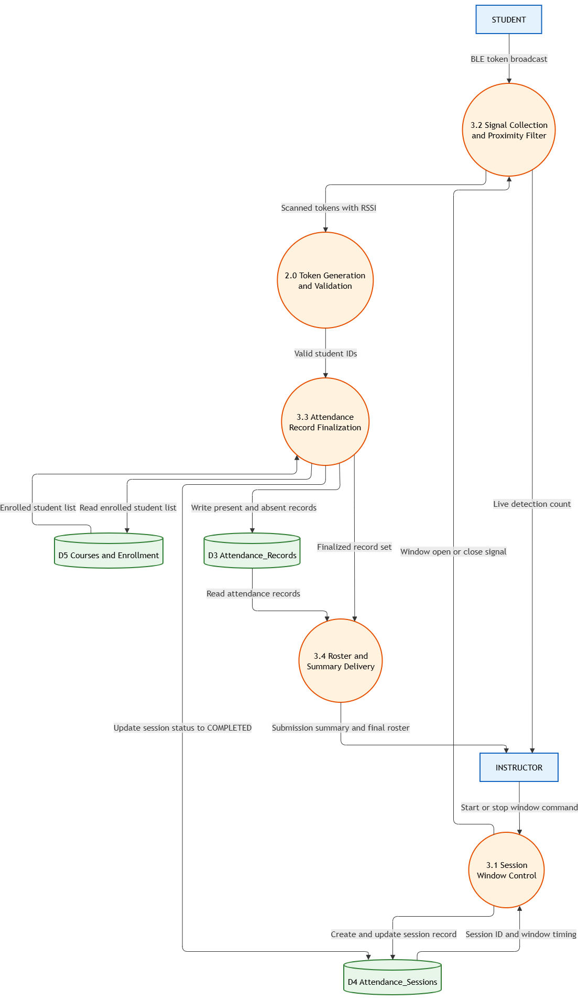 STUDENT
BLE token broadcast
3.2 Signal Collection
and Proximity Filter
Scanned tokens with RSSI
2.0 Token Generation
and Validation
Valid student IDs
3.3 Attendance
Record Finalization
Live detection count
Enrolled student list
Read enrolled student list
Write present and absent records
Finalized record set
Window open or close signal
D5 Courses and Enrollment
D3 Attendance_Records
Read attendance records
3.4 Roster and
Summary Delivery
Update session status to COMPLETED
Submission summary and final roster
INSTRUCTOR
Start or stop window command
3.1 Session
Window Control
Create and update session record
Session ID and window timing
D4 Attendance_Sessions